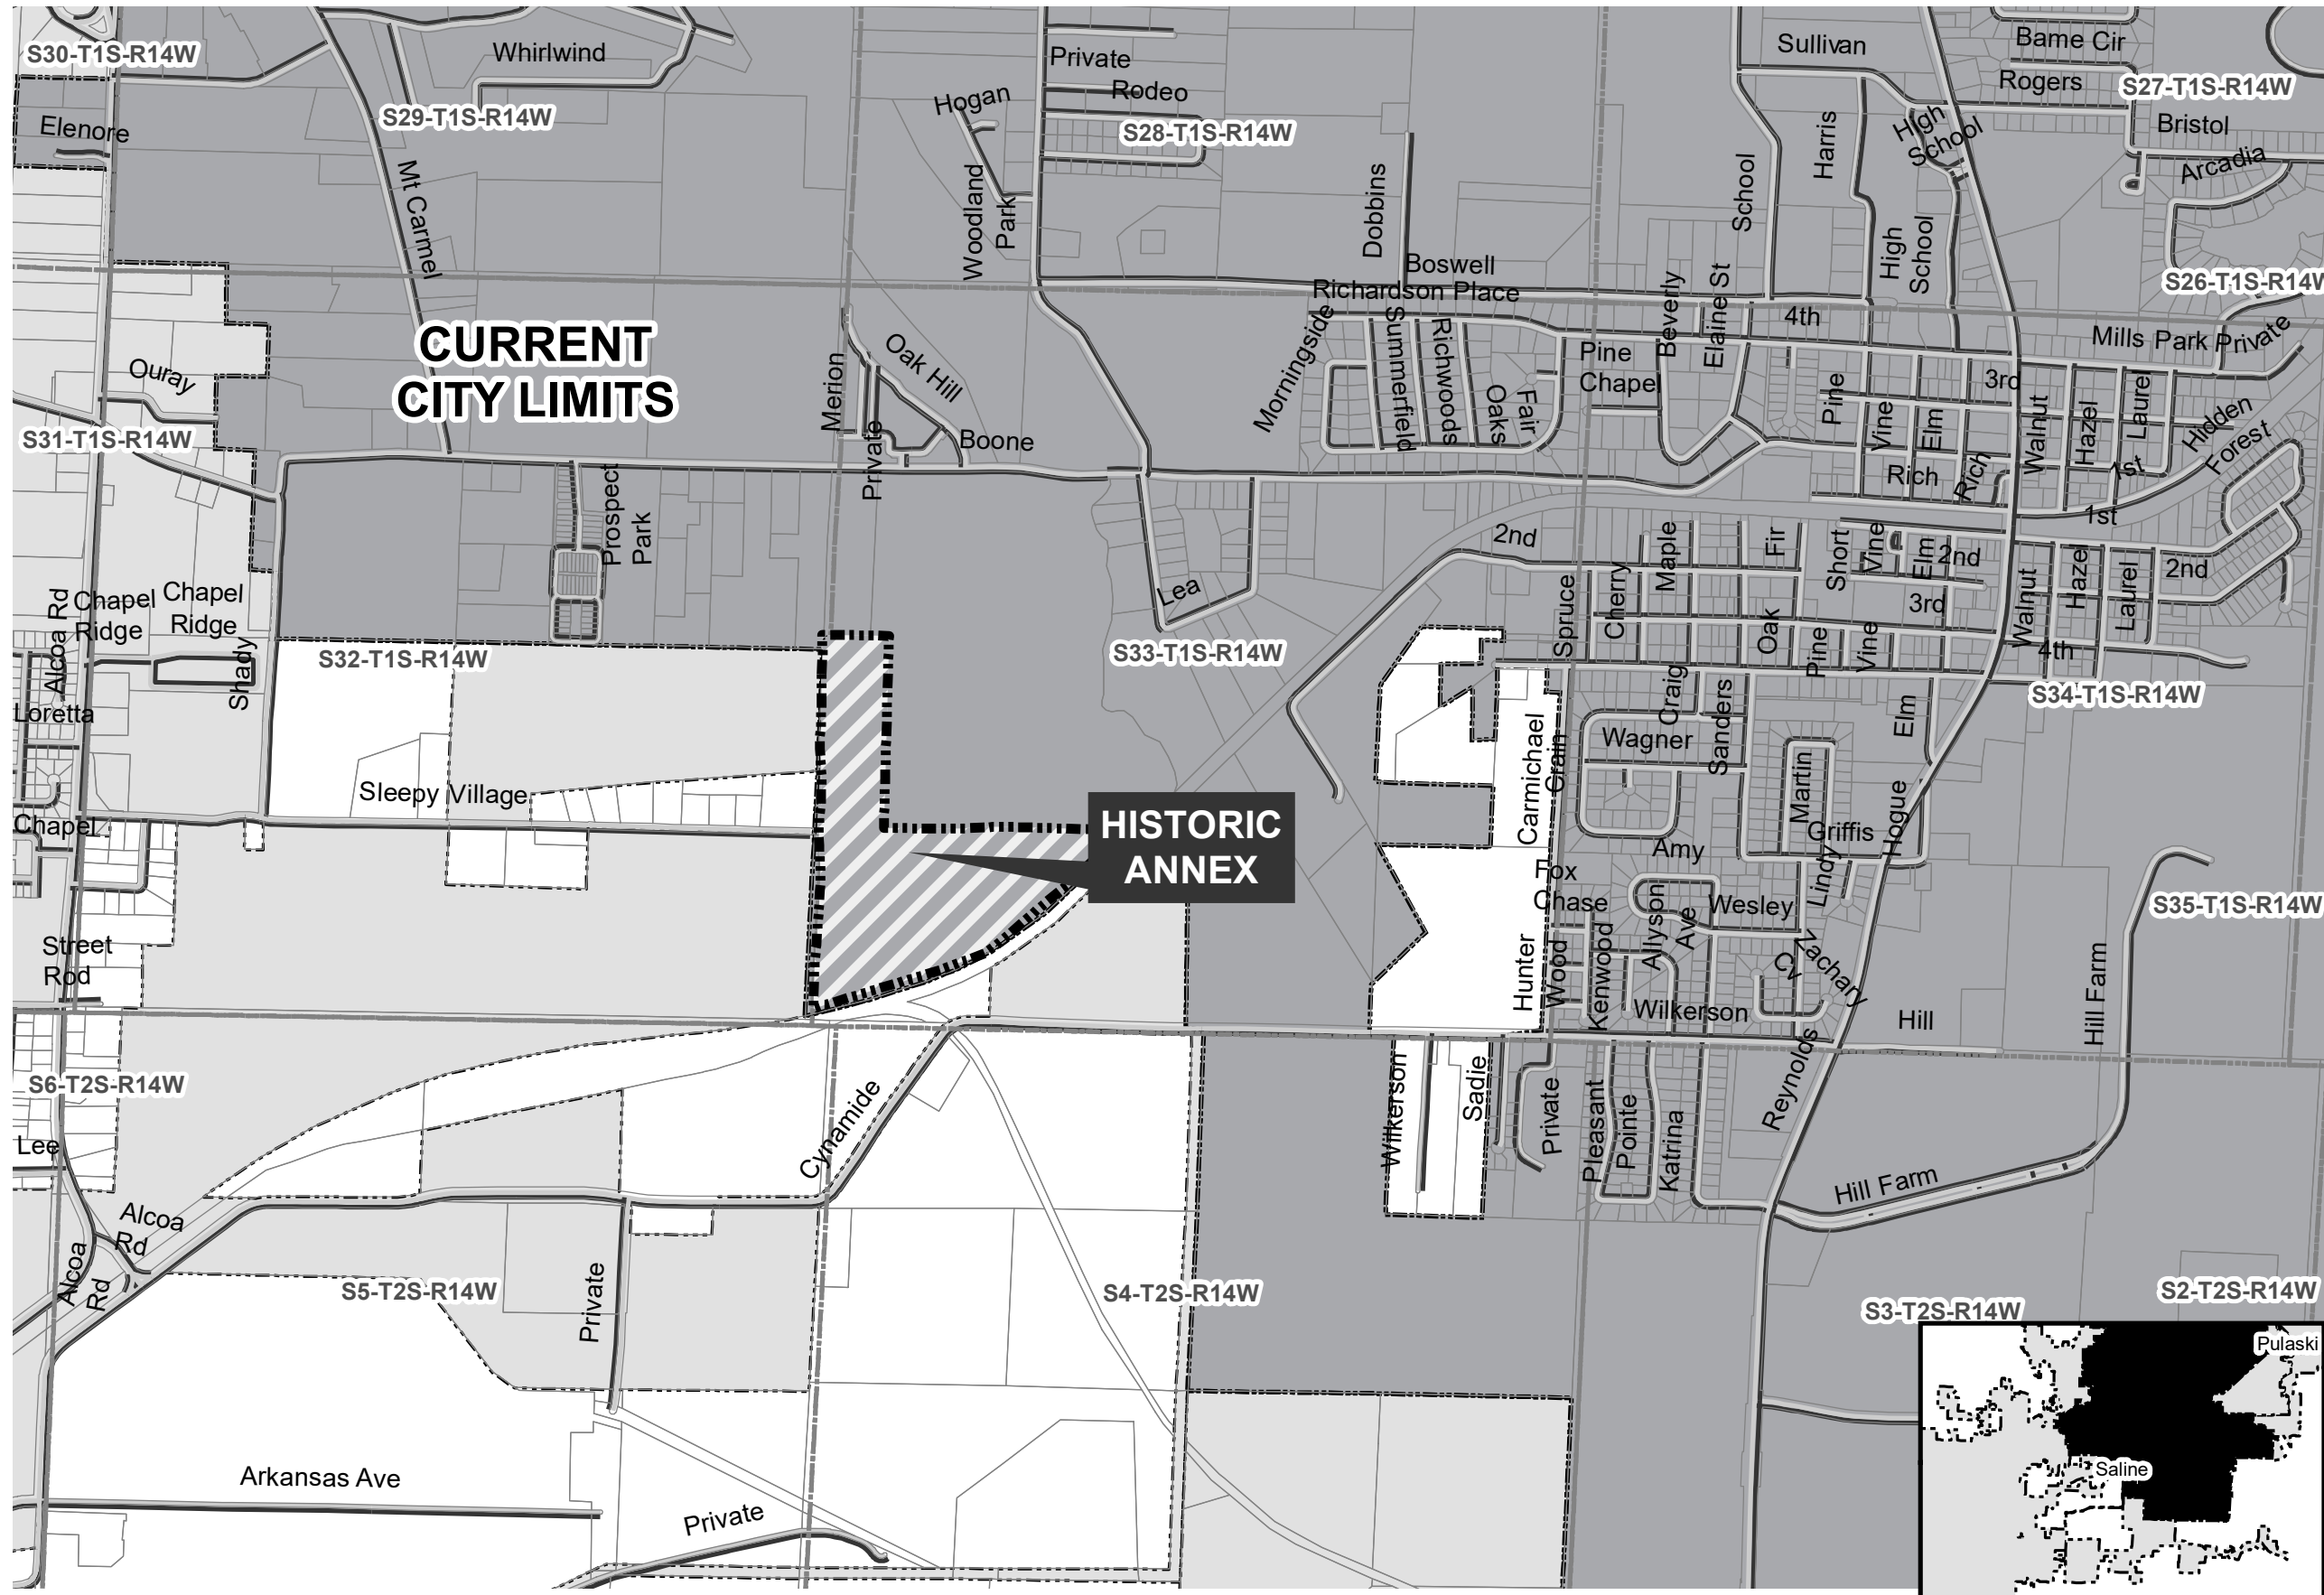 S30-T1S-R14W
Whirlwind
Private
Sullivan
Bame Cir
Rogers
S27-T1S-R14W
Elenore
S29-T1S-R14W
Hogan
Rodeo
S28-T1S-R14W
High
School
Bristol
Arcadia
Mt Carmel
Woodland
Park
Dobbins
School
Harris
High
School
S26-T1S-R14W
Boswell
Richardson Place
4th
Mills Park
Private
CURRENT
CITY LIMITS
Ouray
Merion
Oak Hill
Boone
Private
Morningside
Summerfield
Richwoods
Fair
Oaks
Pine
Chapel
Beverly
Elaine St
Pine
Vine
Elm
3rd
Rich
Rich
Walnut
Hazel
Laurel
1st
1st
Hidden
Forest
S31-T1S-R14W
Prospect
Park
2nd
Lea
Spruce
Cherry
Maple
Fir
Oak
Short
Vine
Elm
2nd
3rd
Pine
Vine
Walnut
Hazel
Laurel
2nd
4th
Alcoa Rd
Chapel
Ridge
Chapel
Ridge
Shady
S32-T1S-R14W
S33-T1S-R14W
S34-T1S-R14W
Loretta
Sleepy Village
Chapel
HISTORIC
ANNEX
Carmichael
Crain
Craig
Wagner
Sanders
Martin
Elm
Hogue
Griffis
Lindy
Amy
Fox
Chase
Allyson
Ave
Wesley
Zachary
Cv
S35-T1S-R14W
Street
Rod
Hunter
Wood
Kenwood
Wilkerson
Hill
Hill Farm
S6-T2S-R14W
Lee
Cynamide
Wilkerson
Sadie
Private
Pleasant
Pointe
Katrina
Reynolds
Hill Farm
Alcoa
Rd
Alcoa
Rd
S5-T2S-R14W
Private
S4-T2S-R14W
S3-T2S-R14W
S2-T2S-R14W
Arkansas Ave
Private
Pulaski
Saline